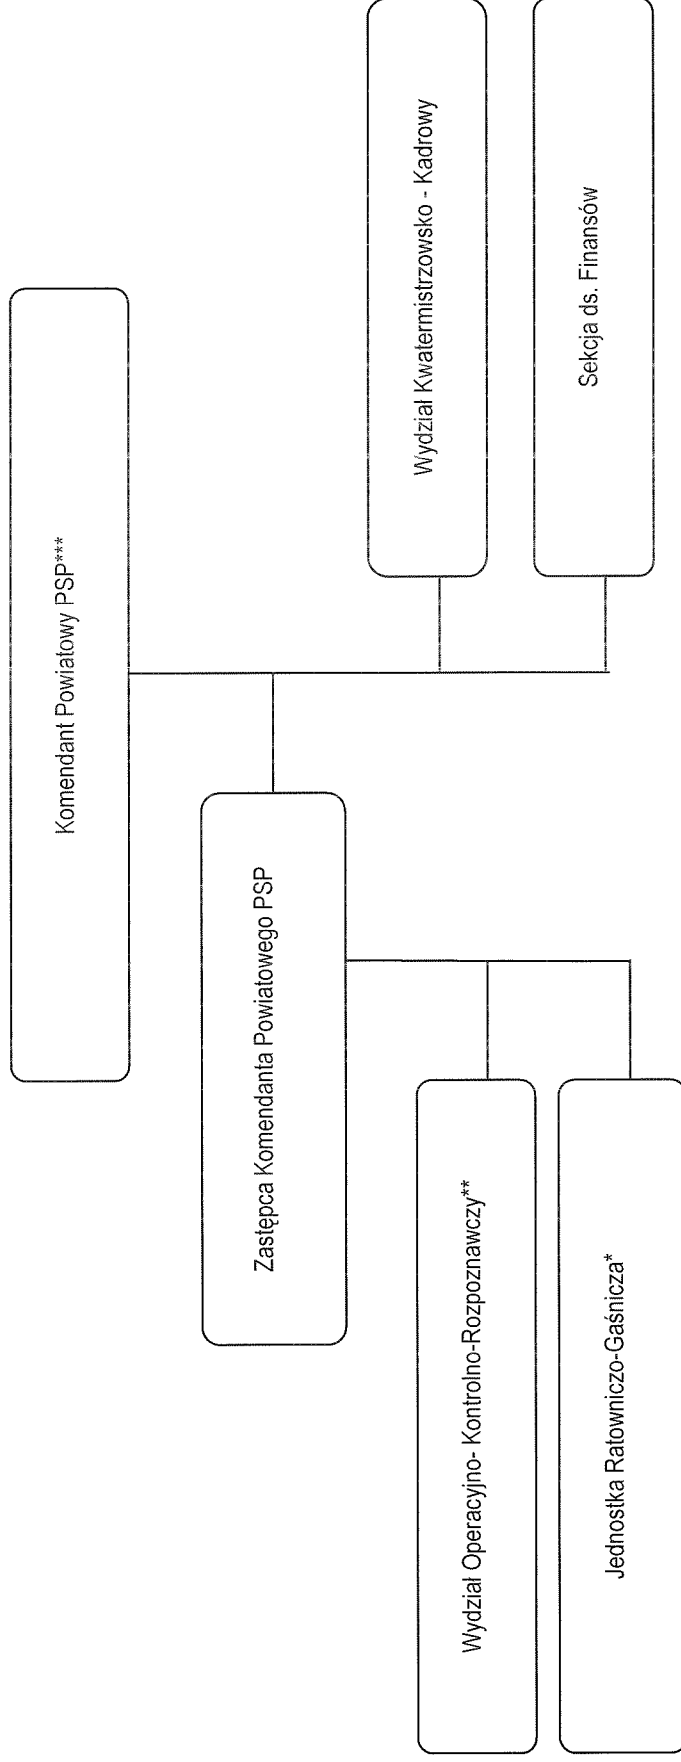 Komendant Powiatowy PSP***
Zastępca Komendanta Powiatowego PSP
Wydział Operacyjno- Kontrolno-Rozpoznawczy**
Jednostka Ratowniczo-Gaśnicza*
Wydział Kwatermistrzowsko - Kadrowy
Sekcja ds. Finansów